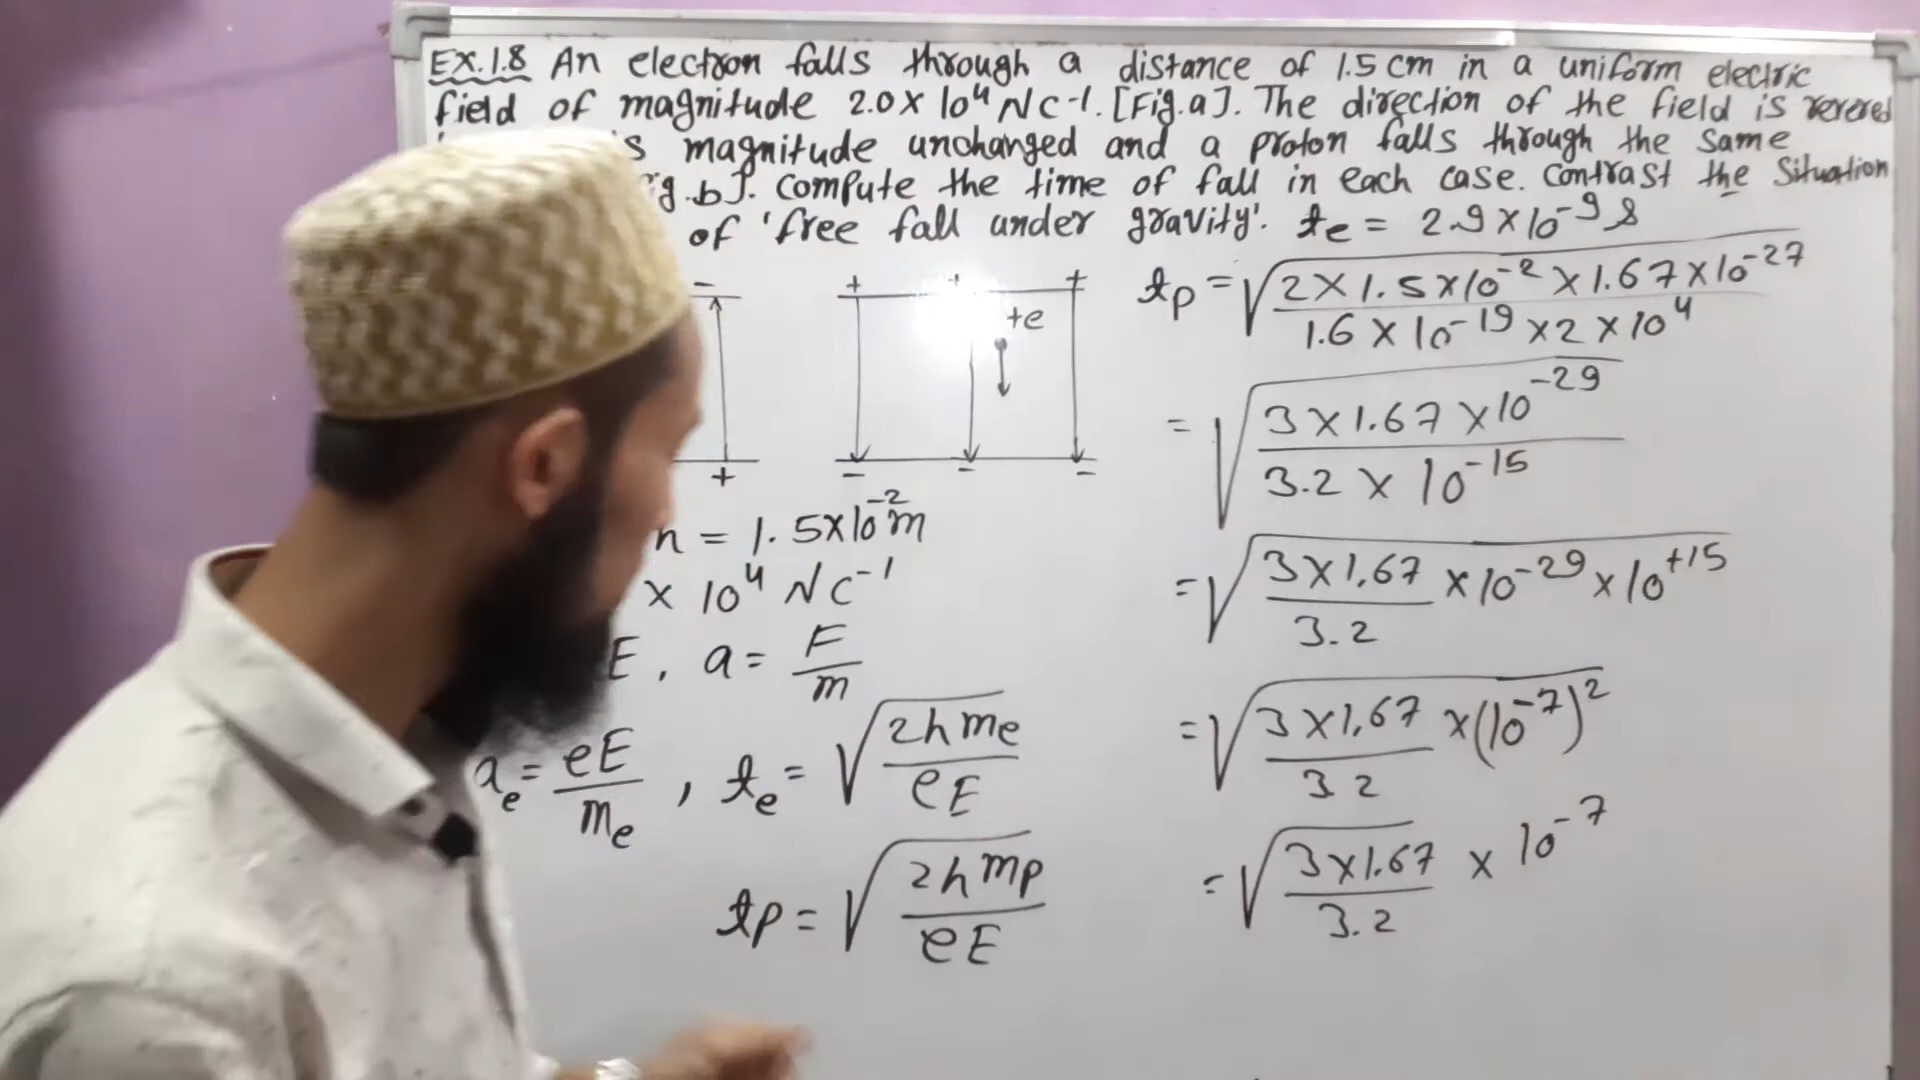 EX.1.8 An electron falls through a distance of 1.5 cm in a uniform electric
field of magnitude 2.0 × 10⁴ NC⁻¹. [Fig.a]. The direction of the field is revered
s magnitude unchanged and a proton falls through the same
ig.b]. Compute the time of fall in each case. Contrast the Situation
of 'free fall under gravity'. te = 2.9 × 10⁻⁹ s
−
+
+ + +
+e
− − −
h = 1.5×10⁻² m
× 10⁴ NC⁻¹
E, a = F/m
aₑ = eE/mₑ , tₑ = √(2hmₑ/eE)
tp = √(2hmp/eE)
tp = √(2 × 1.5 × 10⁻² × 1.67 × 10⁻²⁷ / 1.6 × 10⁻¹⁹ × 2 × 10⁴)
= √(3 × 1.67 × 10⁻²⁹ / 3.2 × 10⁻¹⁵)
= √(3 × 1.67 / 3.2 × 10⁻²⁹ × 10⁺¹⁵)
= √(3 × 1.67 / 3 2 × (10⁻⁷)²)
= √(3 × 1.67 / 3.2) × 10⁻⁷